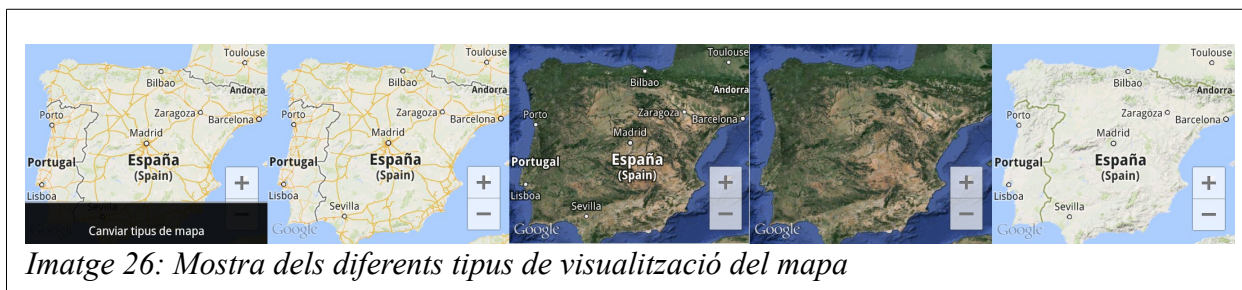 Toulouse
Bilbao
Andorra
Porto
Zaragoza
Barcelona
Madrid
Portugal
España
(Spain)
+
Lisboa
Sevilla
Canviar tipus de mapa
Toulouse
Bilbao
Andorra
Porto
Zaragoza
Barcelona
Madrid
Portugal
España
(Spain)
+
−
Lisboa
Sevilla
Google
Toulouse
Bilbao
Andorra
Porto
Zaragoza
Barcelona
Madrid
Portugal
España
(Spain)
+
−
Lisboa
Sevilla
Google
+
−
Google
Toulouse
Bilbao
Andorra
Porto
Zaragoza
Barcelona
Madrid
Portugal
España
(Spain)
+
−
Lisboa
Sevilla
Google
Imatge 26: Mostra dels diferents tipus de visualització del mapa